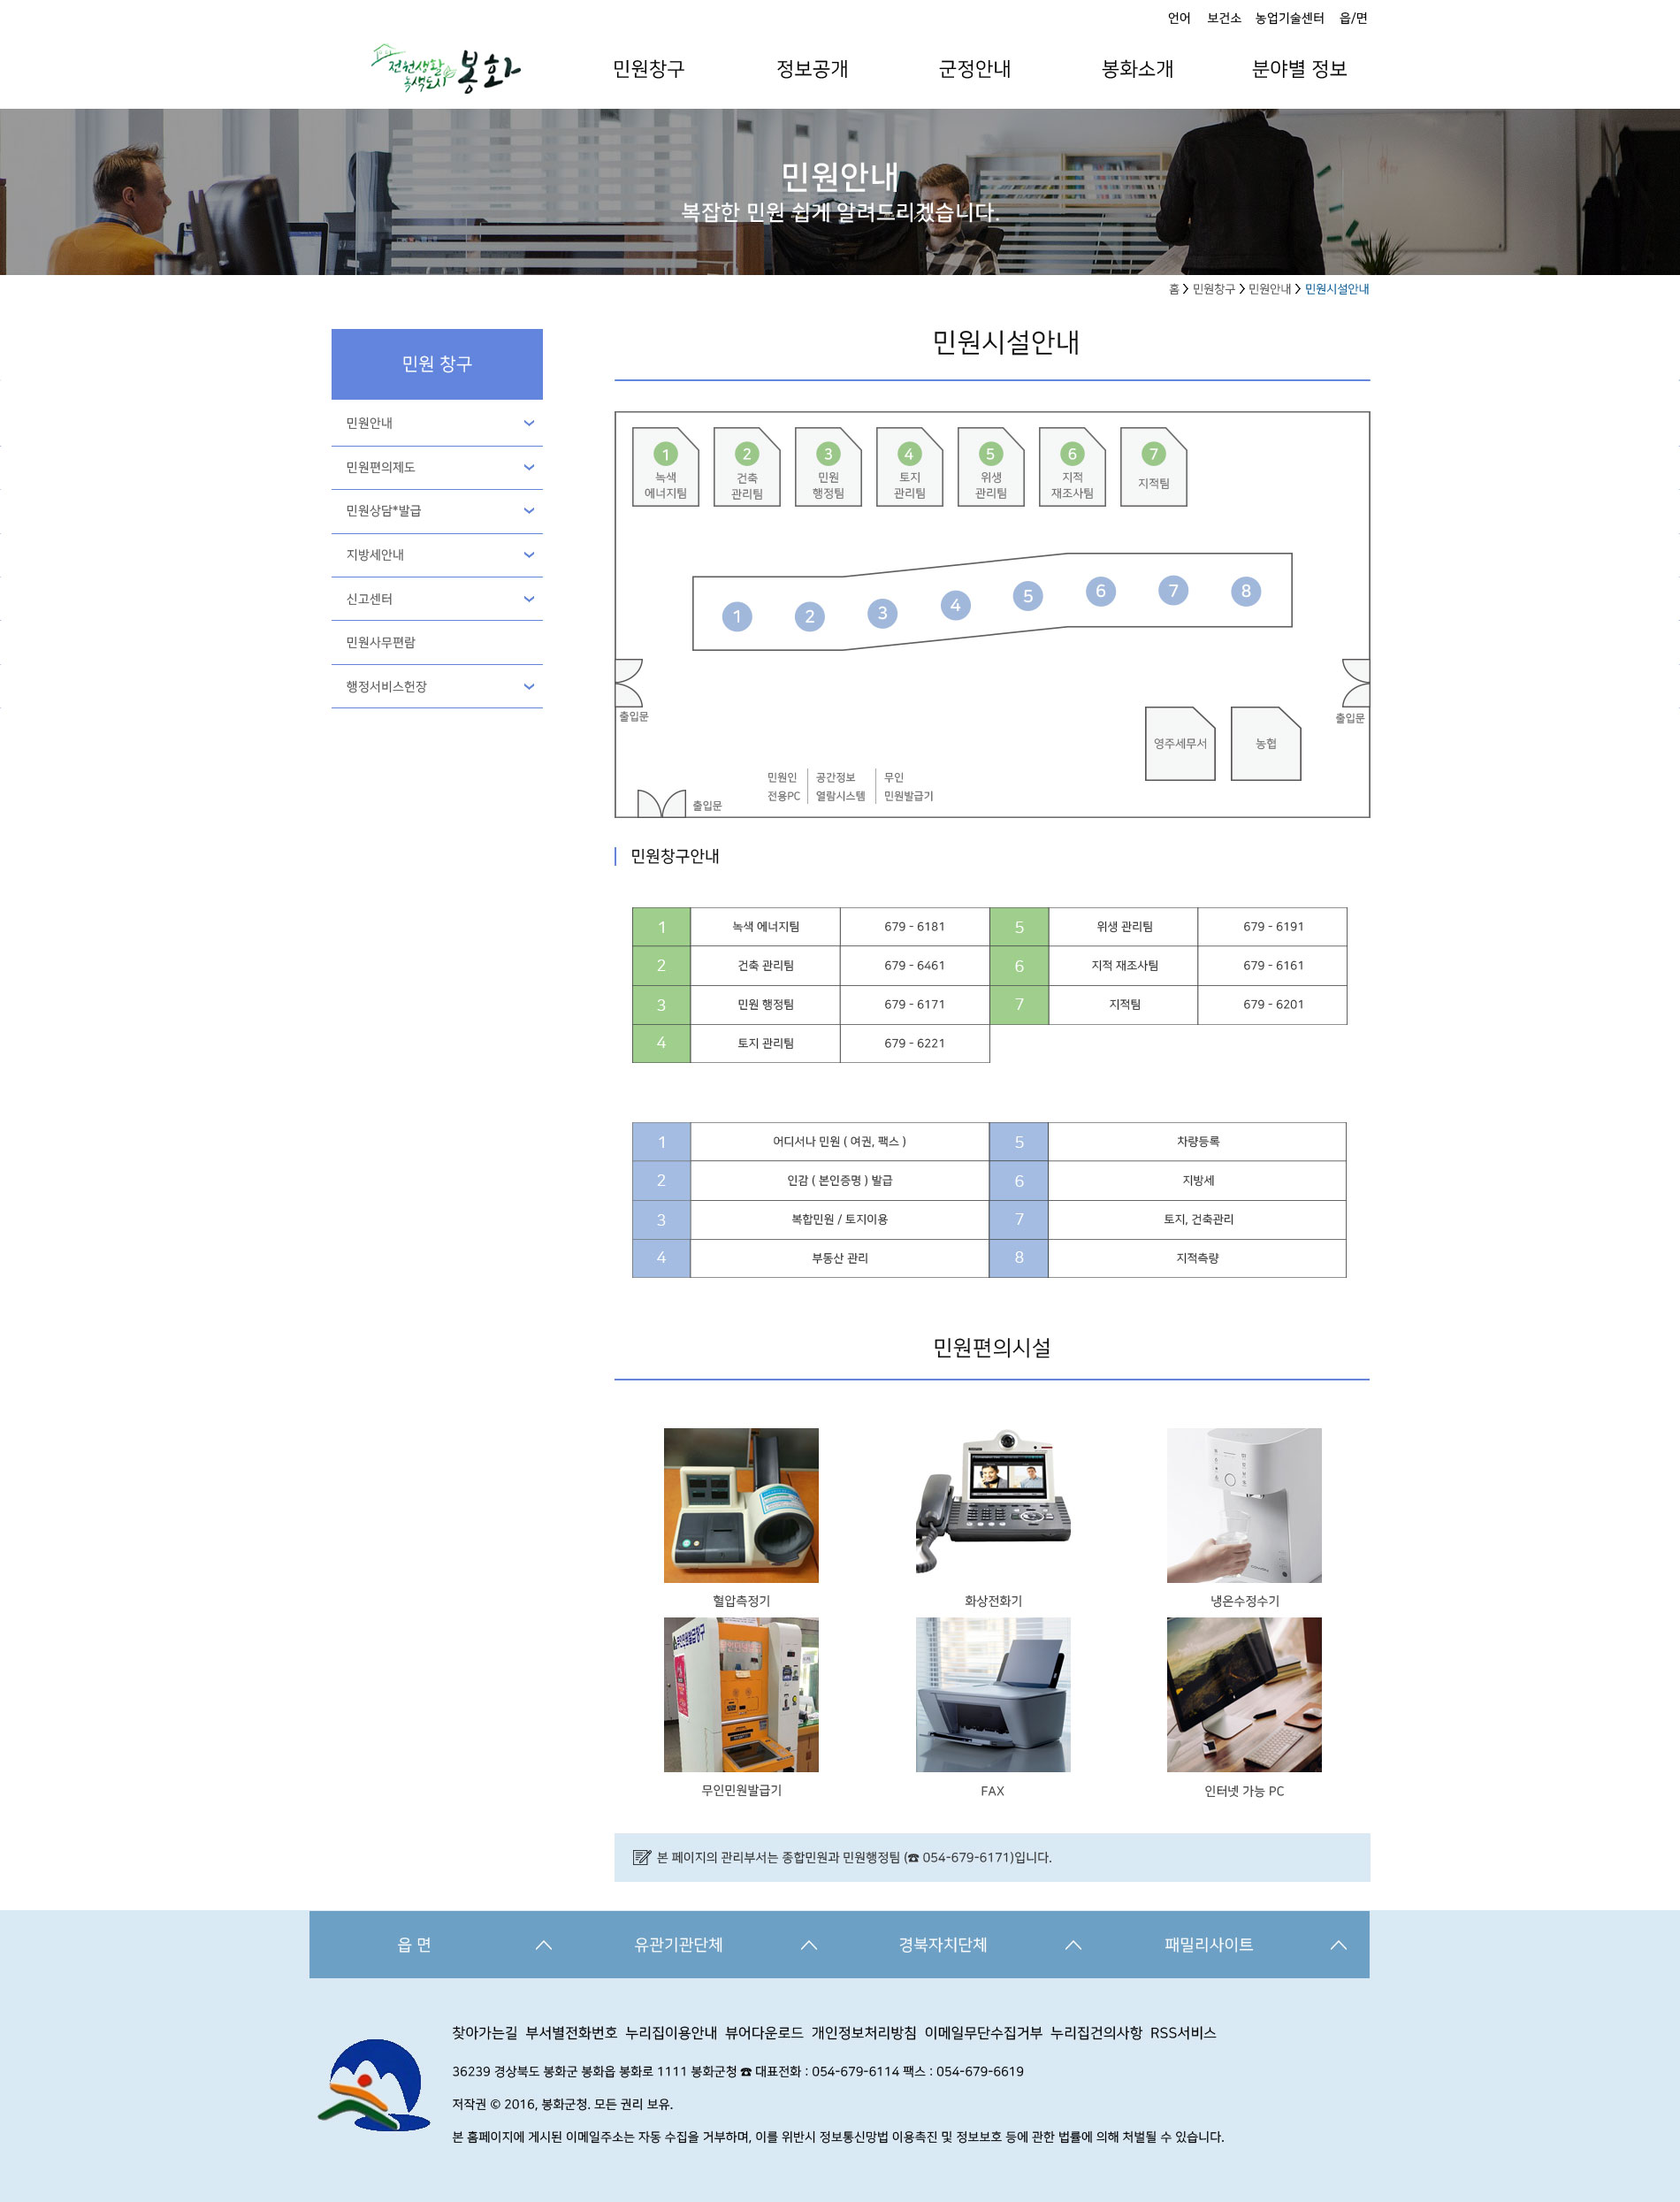 언어 보건소 농업기술센터 읍/면
전원생활
녹색도시 봉화
민원창구 정보공개 군정안내 봉화소개 분야별 정보
민원안내
복잡한 민원 쉽게 알려드리겠습니다.
홈 > 민원창구 > 민원안내 > 민원시설안내
민원 창구
민원안내
민원편의제도
민원상담*발급
지방세안내
신고센터
민원사무편람
행정서비스헌장
민원시설안내
1 녹색 에너지팀
2 건축 관리팀
3 민원 행정팀
4 토지 관리팀
5 위생 관리팀
6 지적 재조사팀
7 지적팀
1 2 3 4 5 6 7 8
출입문
출입문
영주세무서 농협
민원인 전용PC
공간정보 열람시스템
무인 민원발급기
출입문
민원창구안내
1 녹색 에너지팀 679 - 6181 5 위생 관리팀 679 - 6191
2 건축 관리팀 679 - 6461 6 지적 재조사팀 679 - 6161
3 민원 행정팀 679 - 6171 7 지적팀 679 - 6201
4 토지 관리팀 679 - 6221
1 어디서나 민원 ( 여권, 팩스 ) 5 차량등록
2 인감 ( 본인증명 ) 발급 6 지방세
3 복합민원 / 토지이용 7 토지, 건축관리
4 부동산 관리 8 지적측량
민원편의시설
혈압측정기 화상전화기 냉온수정수기
무인민원발급창구
무인민원발급기 FAX 인터넷 가능 PC
본 페이지의 관리부서는 종합민원과 민원행정팀 (☎ 054-679-6171)입니다.
읍 면 유관기관단체 경북자치단체 패밀리사이트
찾아가는길 부서별전화번호 누리집이용안내 뷰어다운로드 개인정보처리방침 이메일무단수집거부 누리집건의사항 RSS서비스
36239 경상북도 봉화군 봉화읍 봉화로 1111 봉화군청 ☎ 대표전화 : 054-679-6114 팩스 : 054-679-6619
저작권 © 2016, 봉화군청. 모든 권리 보유.
본 홈페이지에 게시된 이메일주소는 자동 수집을 거부하며, 이를 위반시 정보통신망법 이용촉진 및 정보보호 등에 관한 법률에 의해 처벌될 수 있습니다.